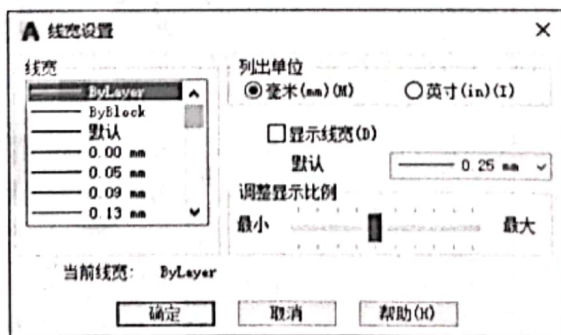 A 线宽设置
线宽
ByLayer
ByBlock
默认
0.00 mm
0.05 mm
0.09 mm
0.13 mm
列出单位
毫米(mm)(M) 英寸(in)(I)
显示线宽(D)
默认 0.25 mm
调整显示比例
最小 最大
当前线宽: ByLayer
确定 取消 帮助(H)